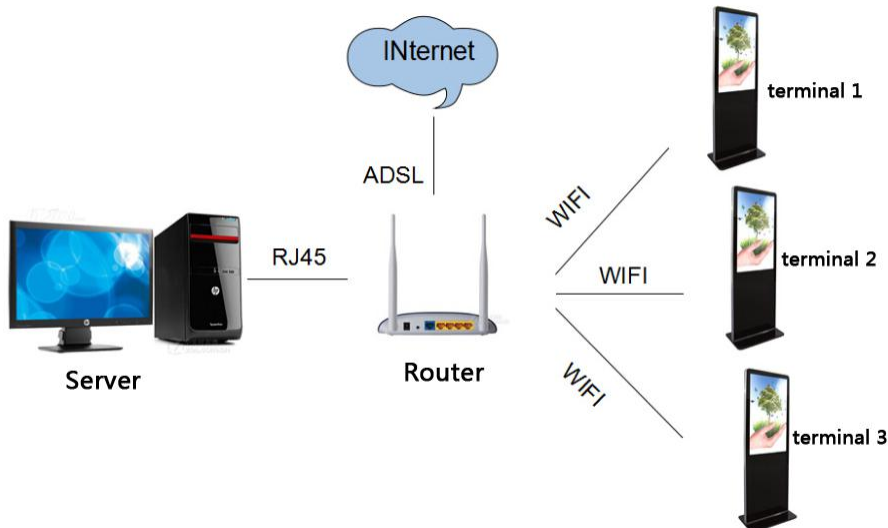 INternet
terminal 1
ADSL
WIFI
RJ45
WIFI
terminal 2
Server
Router
WIFI
terminal 3